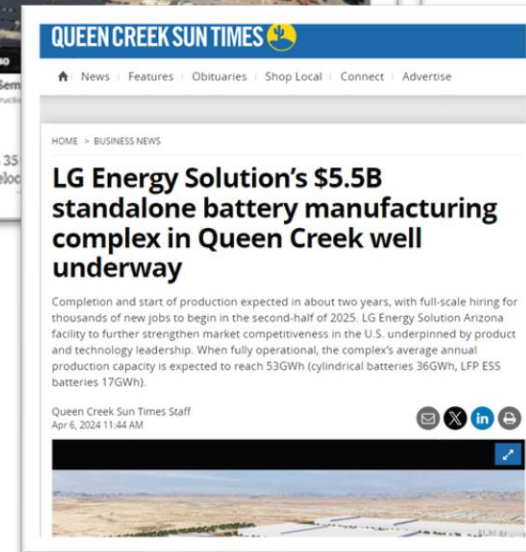 QUEEN CREEK SUN TIMES
News Features Obituaries Shop Local Connect Advertise
HOME > BUSINESS NEWS
LG Energy Solution's $5.5B
standalone battery manufacturing
complex in Queen Creek well
underway
Completion and start of production expected in about two years, with full-scale hiring for
thousands of new jobs to begin in the second-half of 2025. LG Energy Solution Arizona
facility to further strengthen market competitiveness in the U.S. underpinned by product
and technology leadership. When fully operational, the complex's average annual
production capacity is expected to reach 53GWh (cylindrical batteries 36GWh, LFP ESS
batteries 17GWh).
Queen Creek Sun Times Staff
Apr 6, 2024 11:44 AM